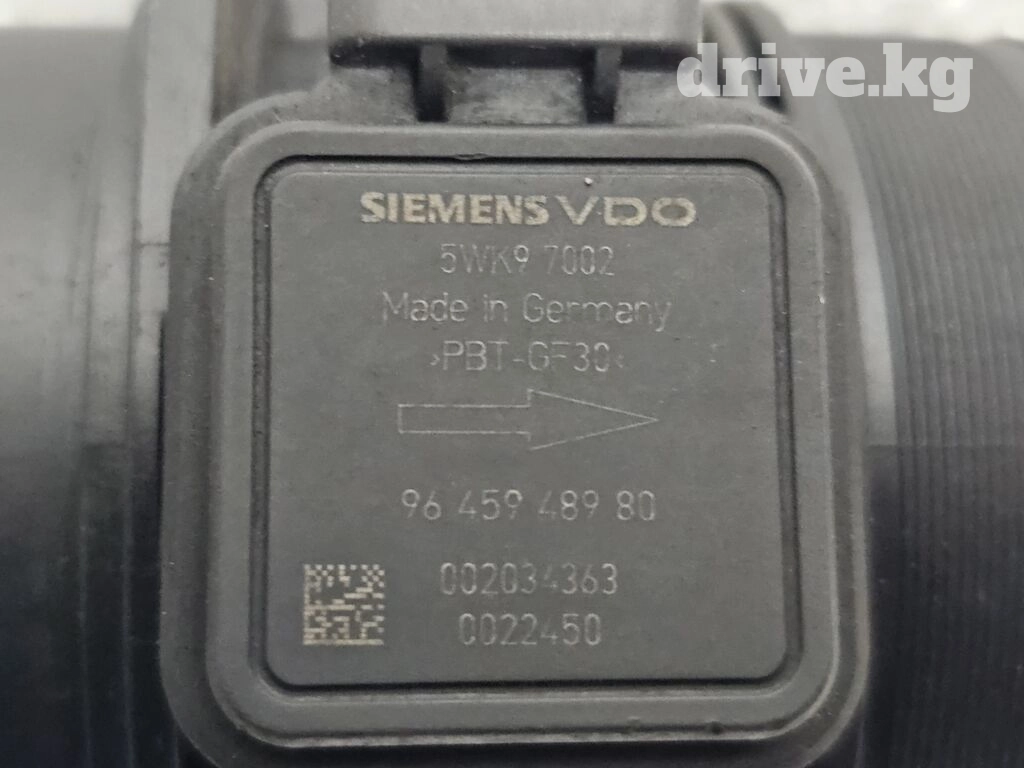 drive.kg
SIEMENS VDO
5WK9 7002
Made in Germany
>PBT-GF30<
96 459 489 80
002034363
0022450